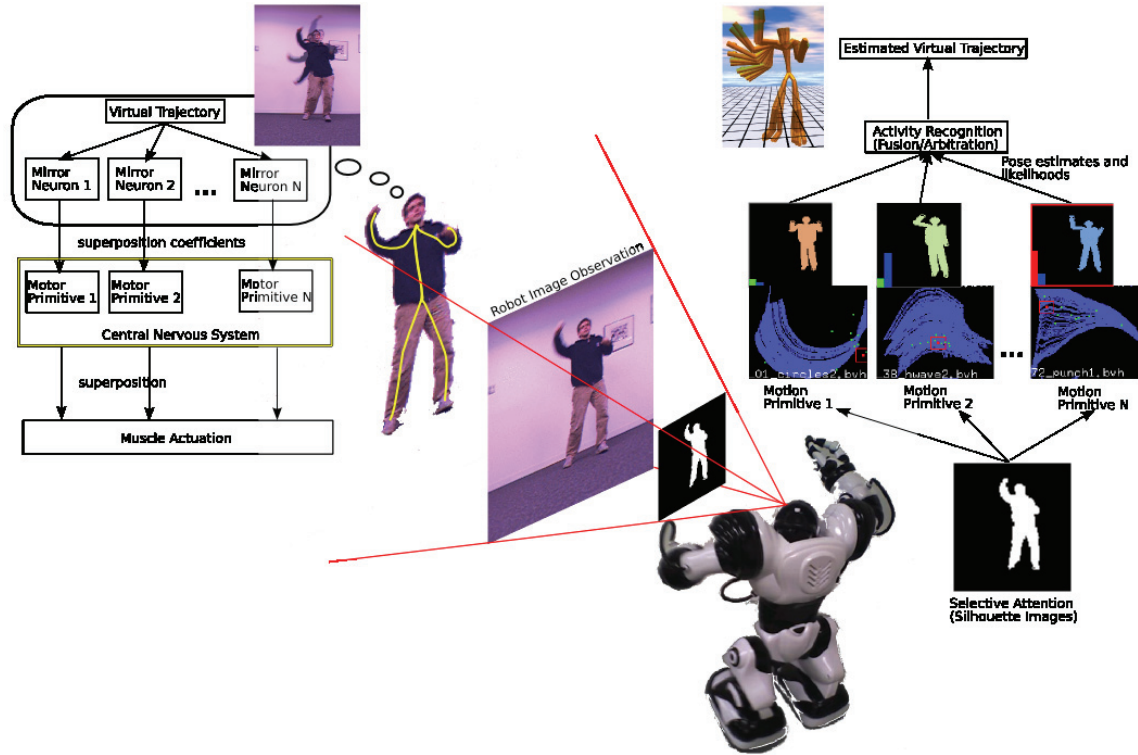 Virtual Trajectory
Mirror
Neuron 1
Mirror
Neuron 2
...
Mirror
Neuron N
superposition coefficients
Motor
Primitive 1
Motor
Primitive 2
Motor
Primitive N
Central Nervous System
superposition
Muscle Actuation
Robot Image Observation
Estimated Virtual Trajectory
Activity Recognition
(Fusion/Arbitration)
Pose estimates and
likelihoods
01_circles2.bvh
38_hwave2.bvh
...
72_punch1.bvh
Motion
Primitive 1
Motion
Primitive 2
Motion
Primitive N
Selective Attention
(Silhouette Images)